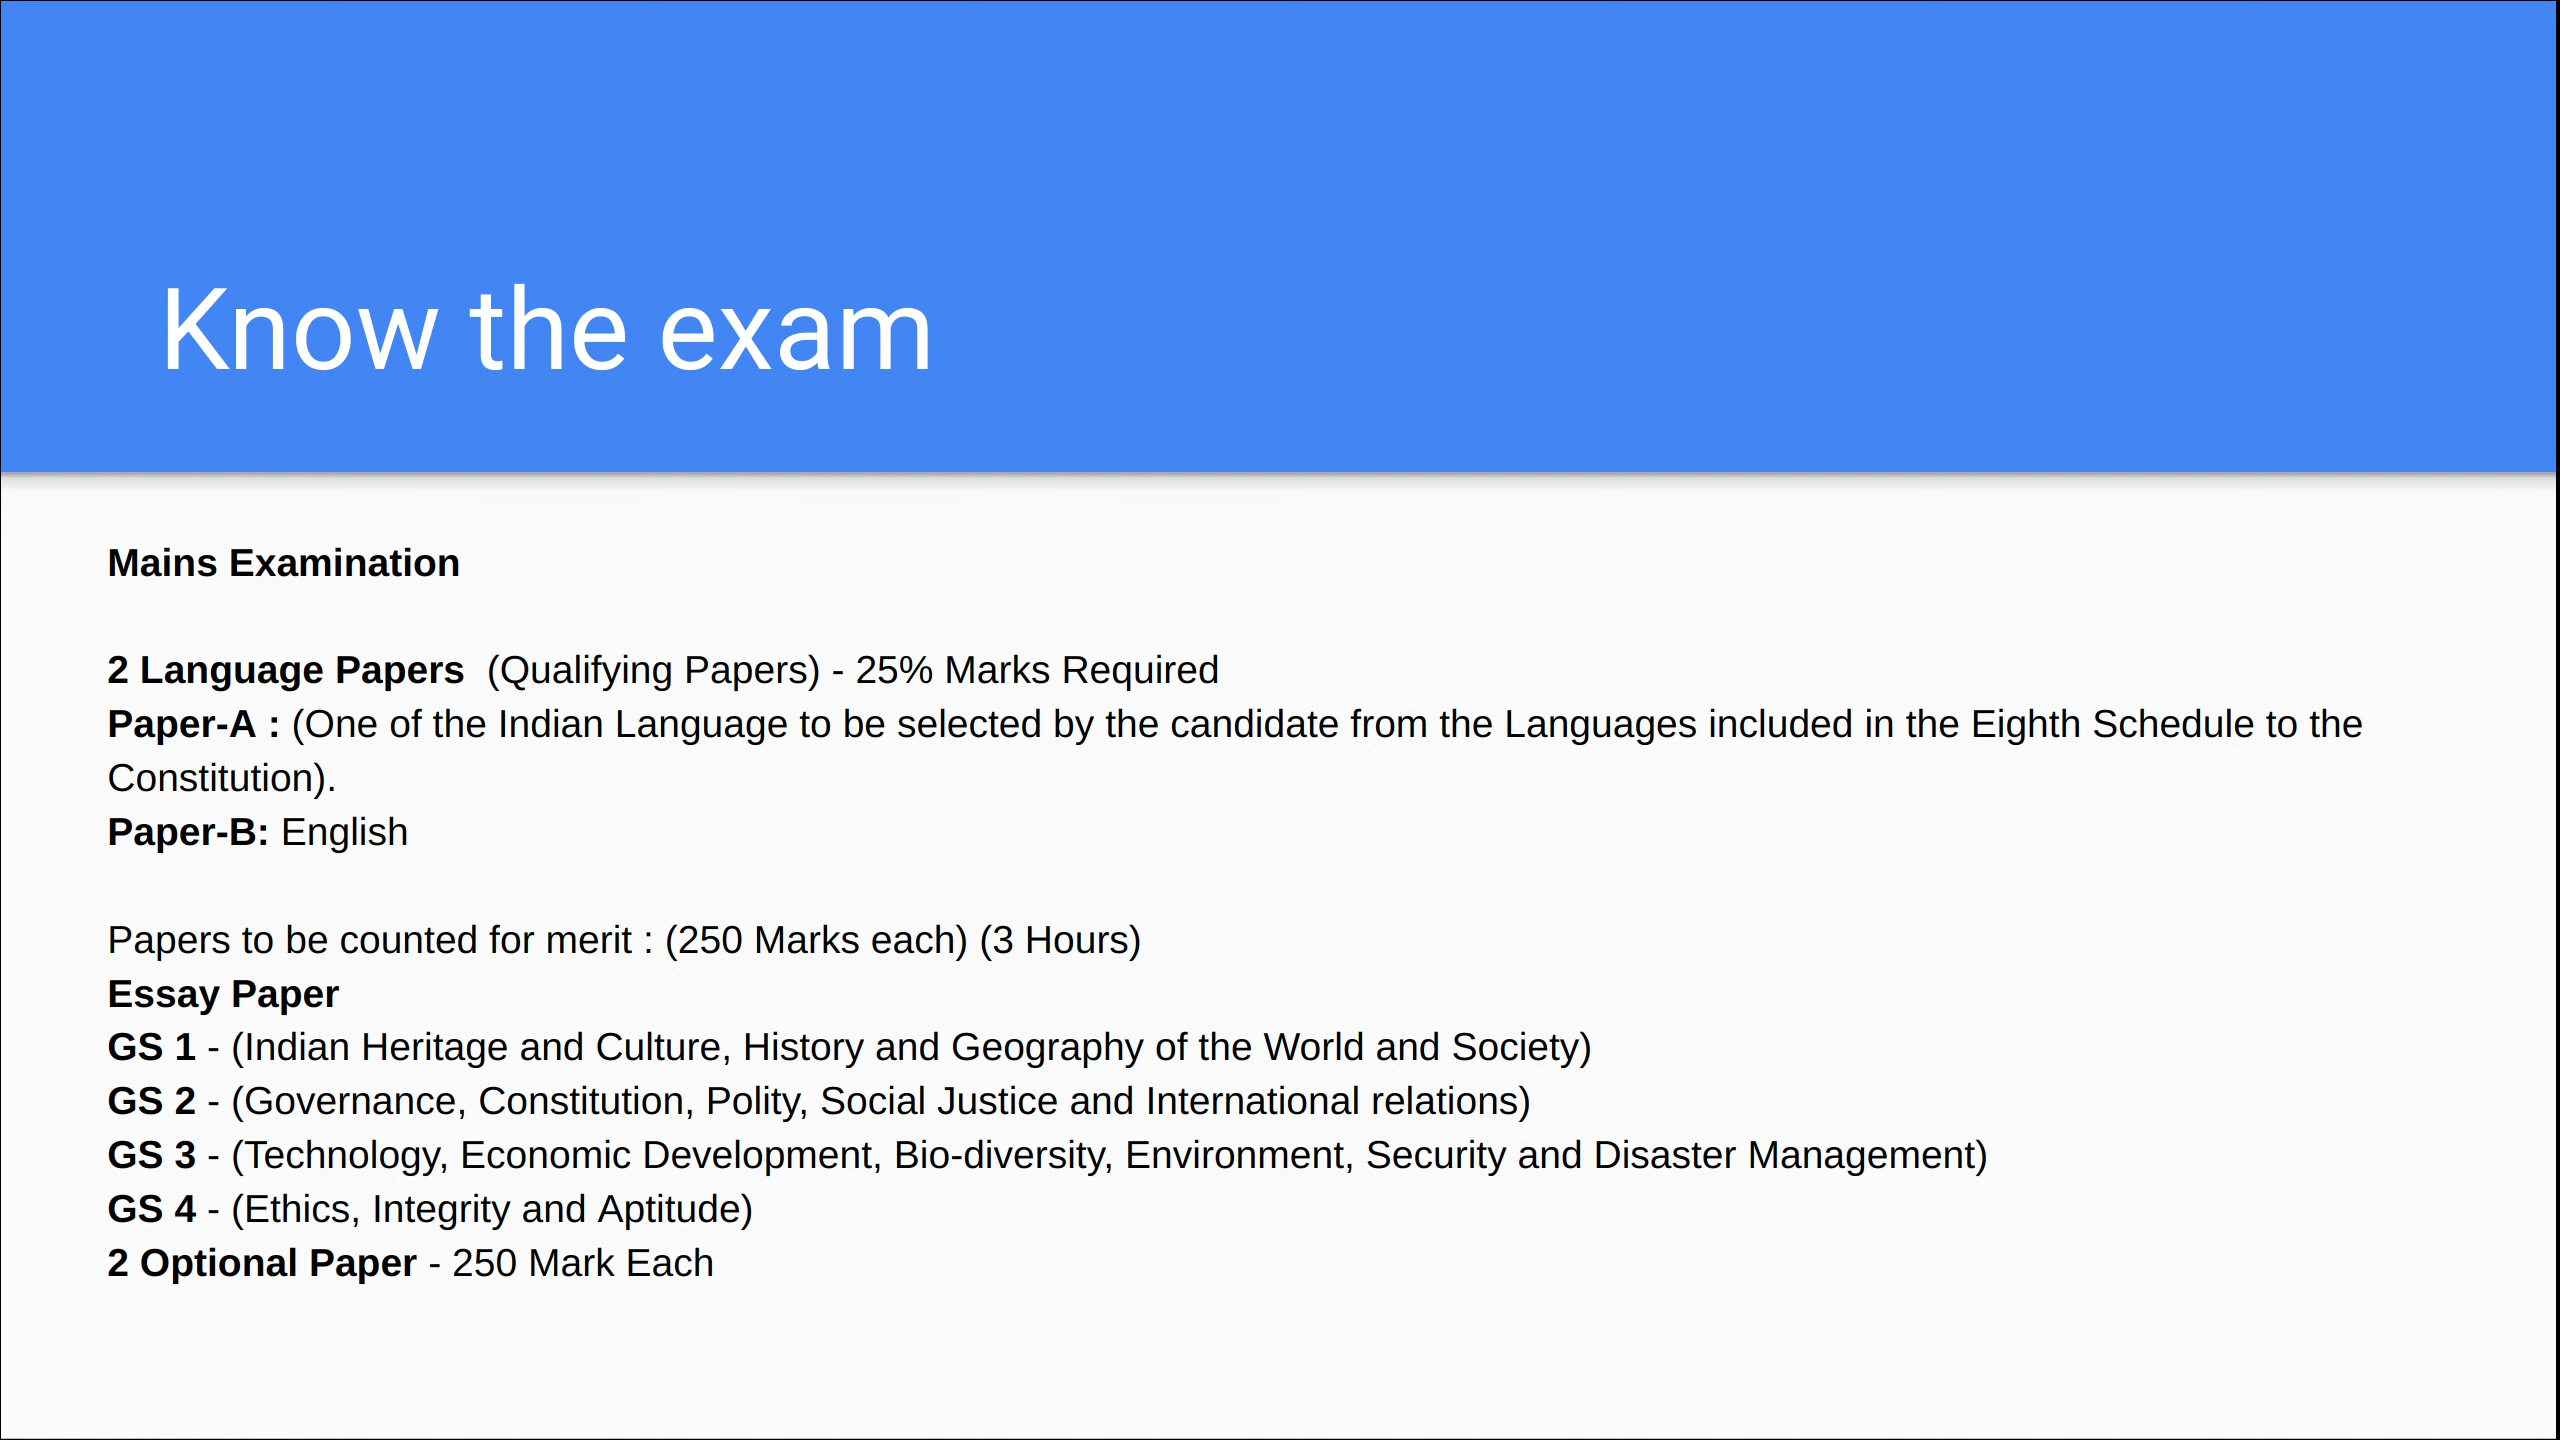 Know the exam
Mains Examination
2 Language Papers  (Qualifying Papers) - 25% Marks Required
Paper-A : (One of the Indian Language to be selected by the candidate from the Languages included in the Eighth Schedule to the
Constitution).
Paper-B: English
Papers to be counted for merit : (250 Marks each) (3 Hours)
Essay Paper
GS 1 - (Indian Heritage and Culture, History and Geography of the World and Society)
GS 2 - (Governance, Constitution, Polity, Social Justice and International relations)
GS 3 - (Technology, Economic Development, Bio-diversity, Environment, Security and Disaster Management)
GS 4 - (Ethics, Integrity and Aptitude)
2 Optional Paper - 250 Mark Each